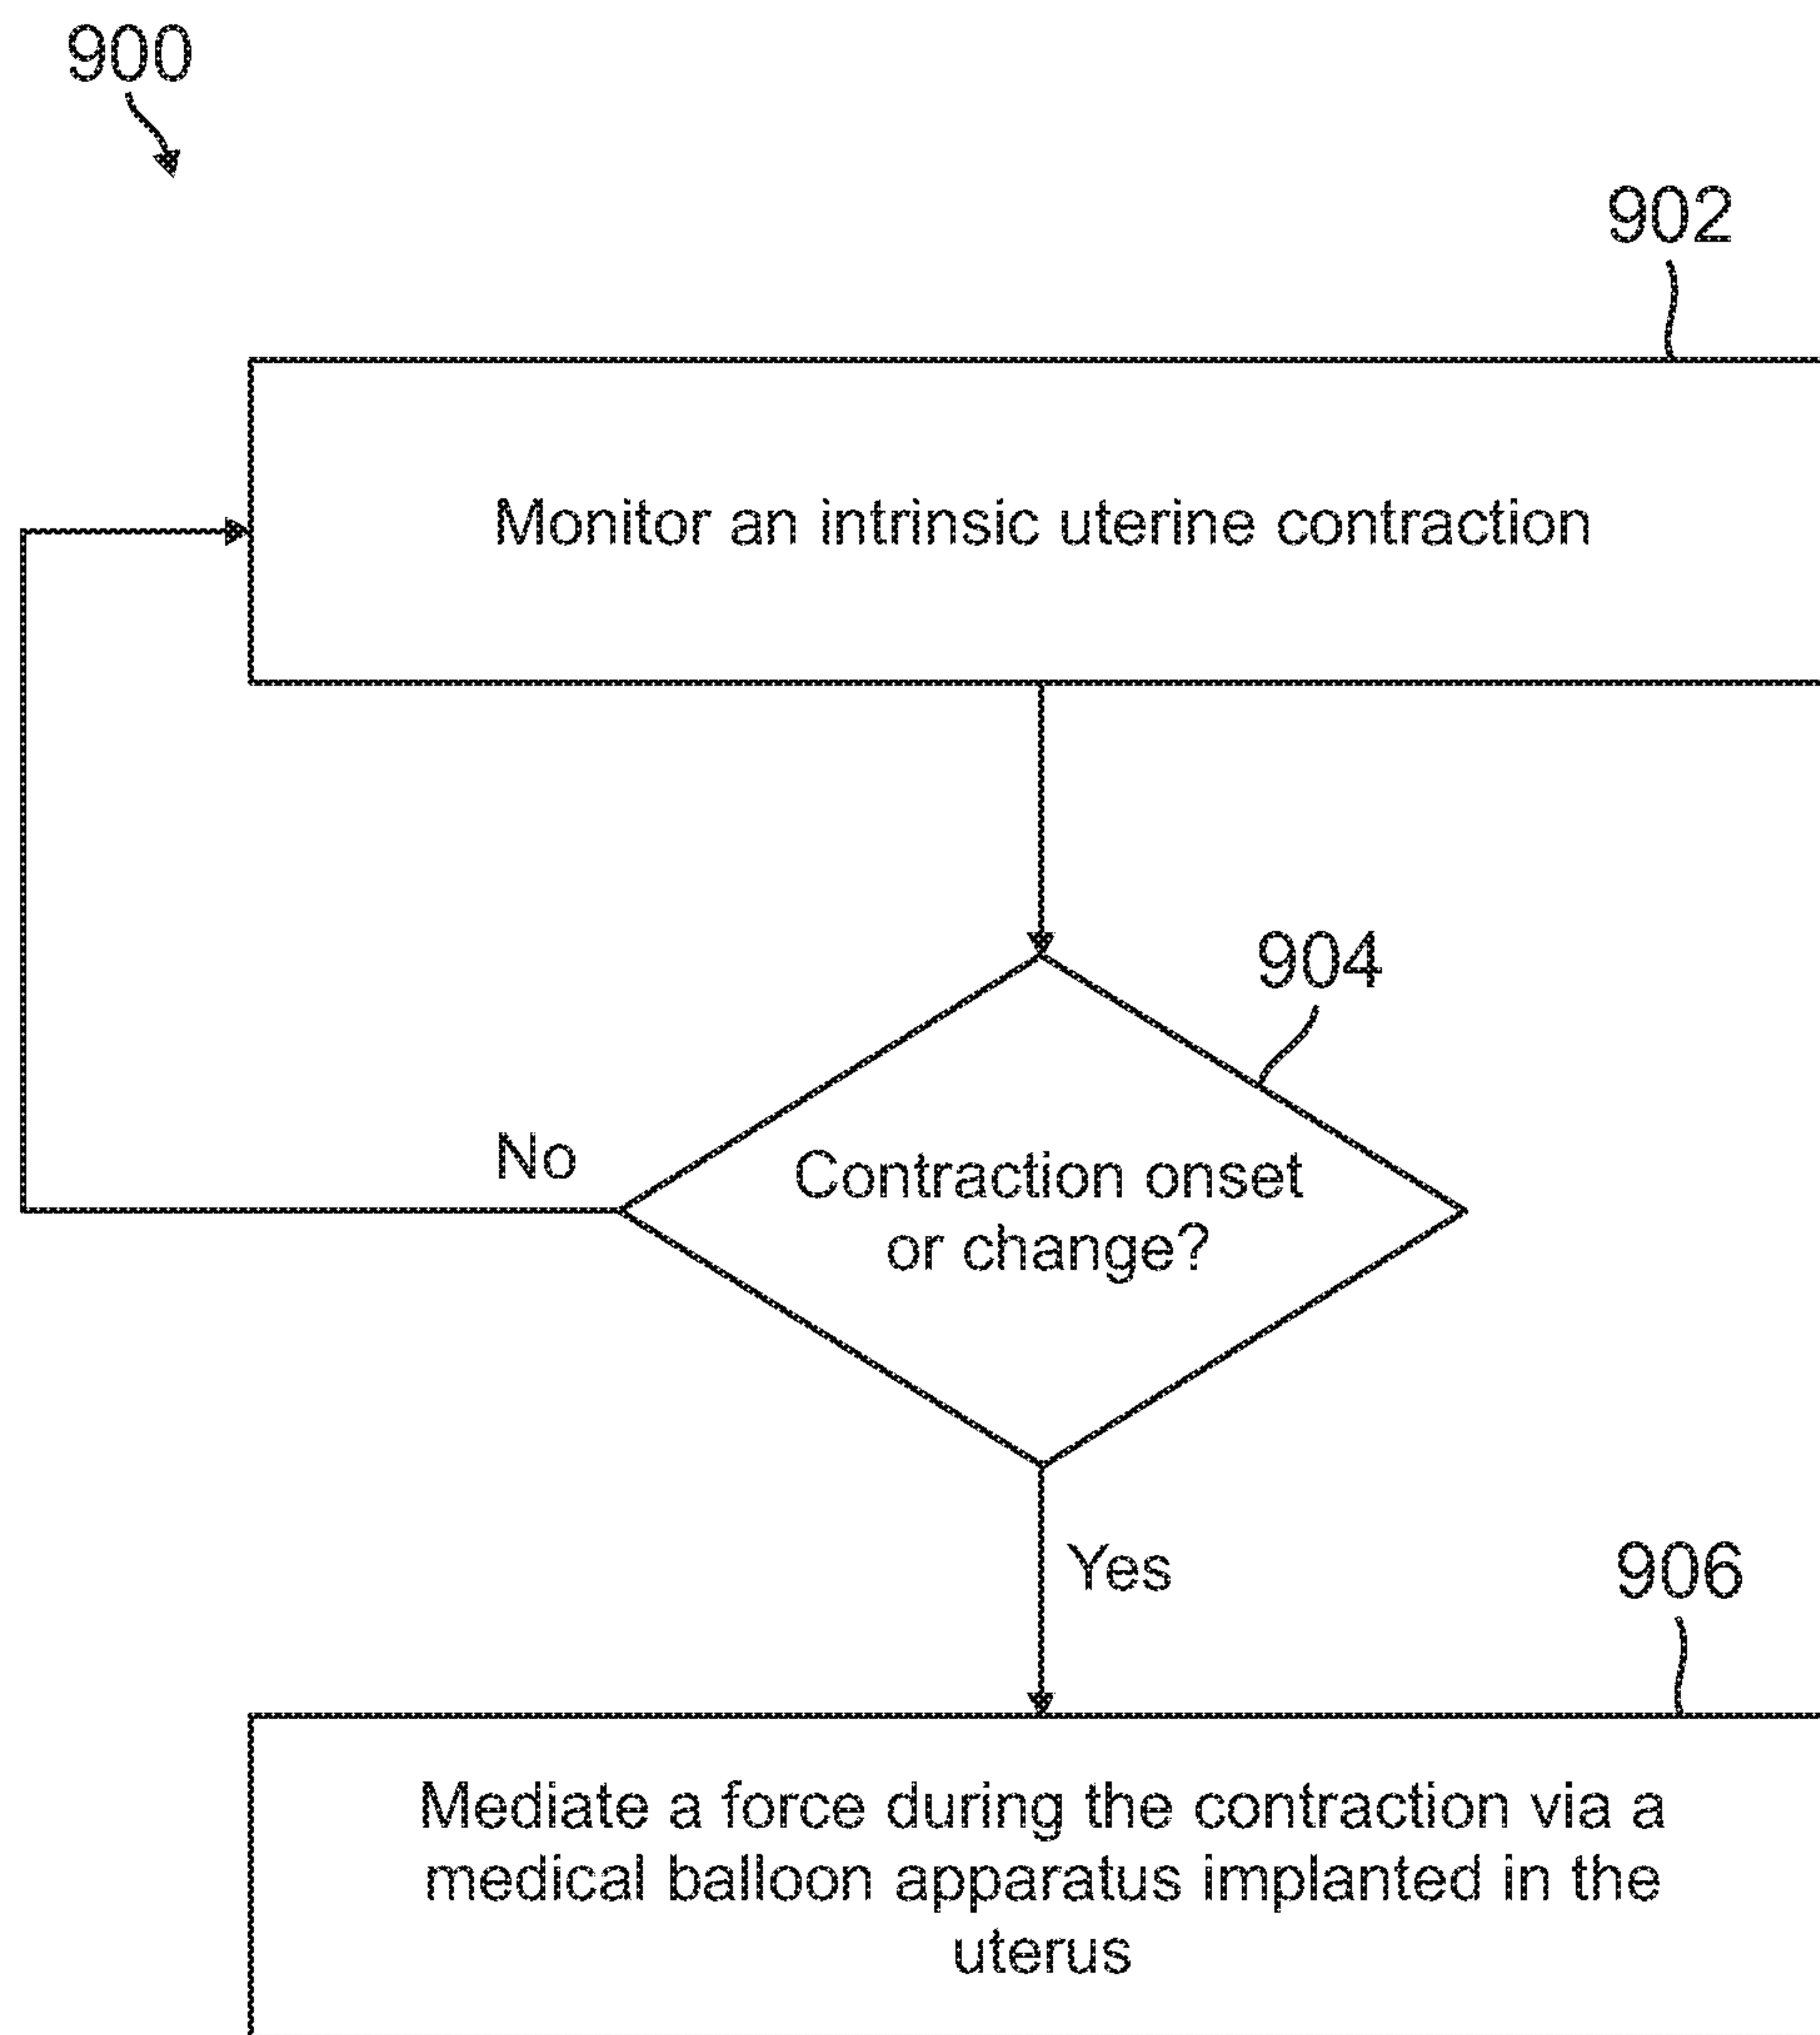 900
902
Monitor an intrinsic uterine contraction
904
No
Contraction onset
or change?
Yes
906
Mediate a force during the contraction via a
medical balloon apparatus implanted in the
uterus